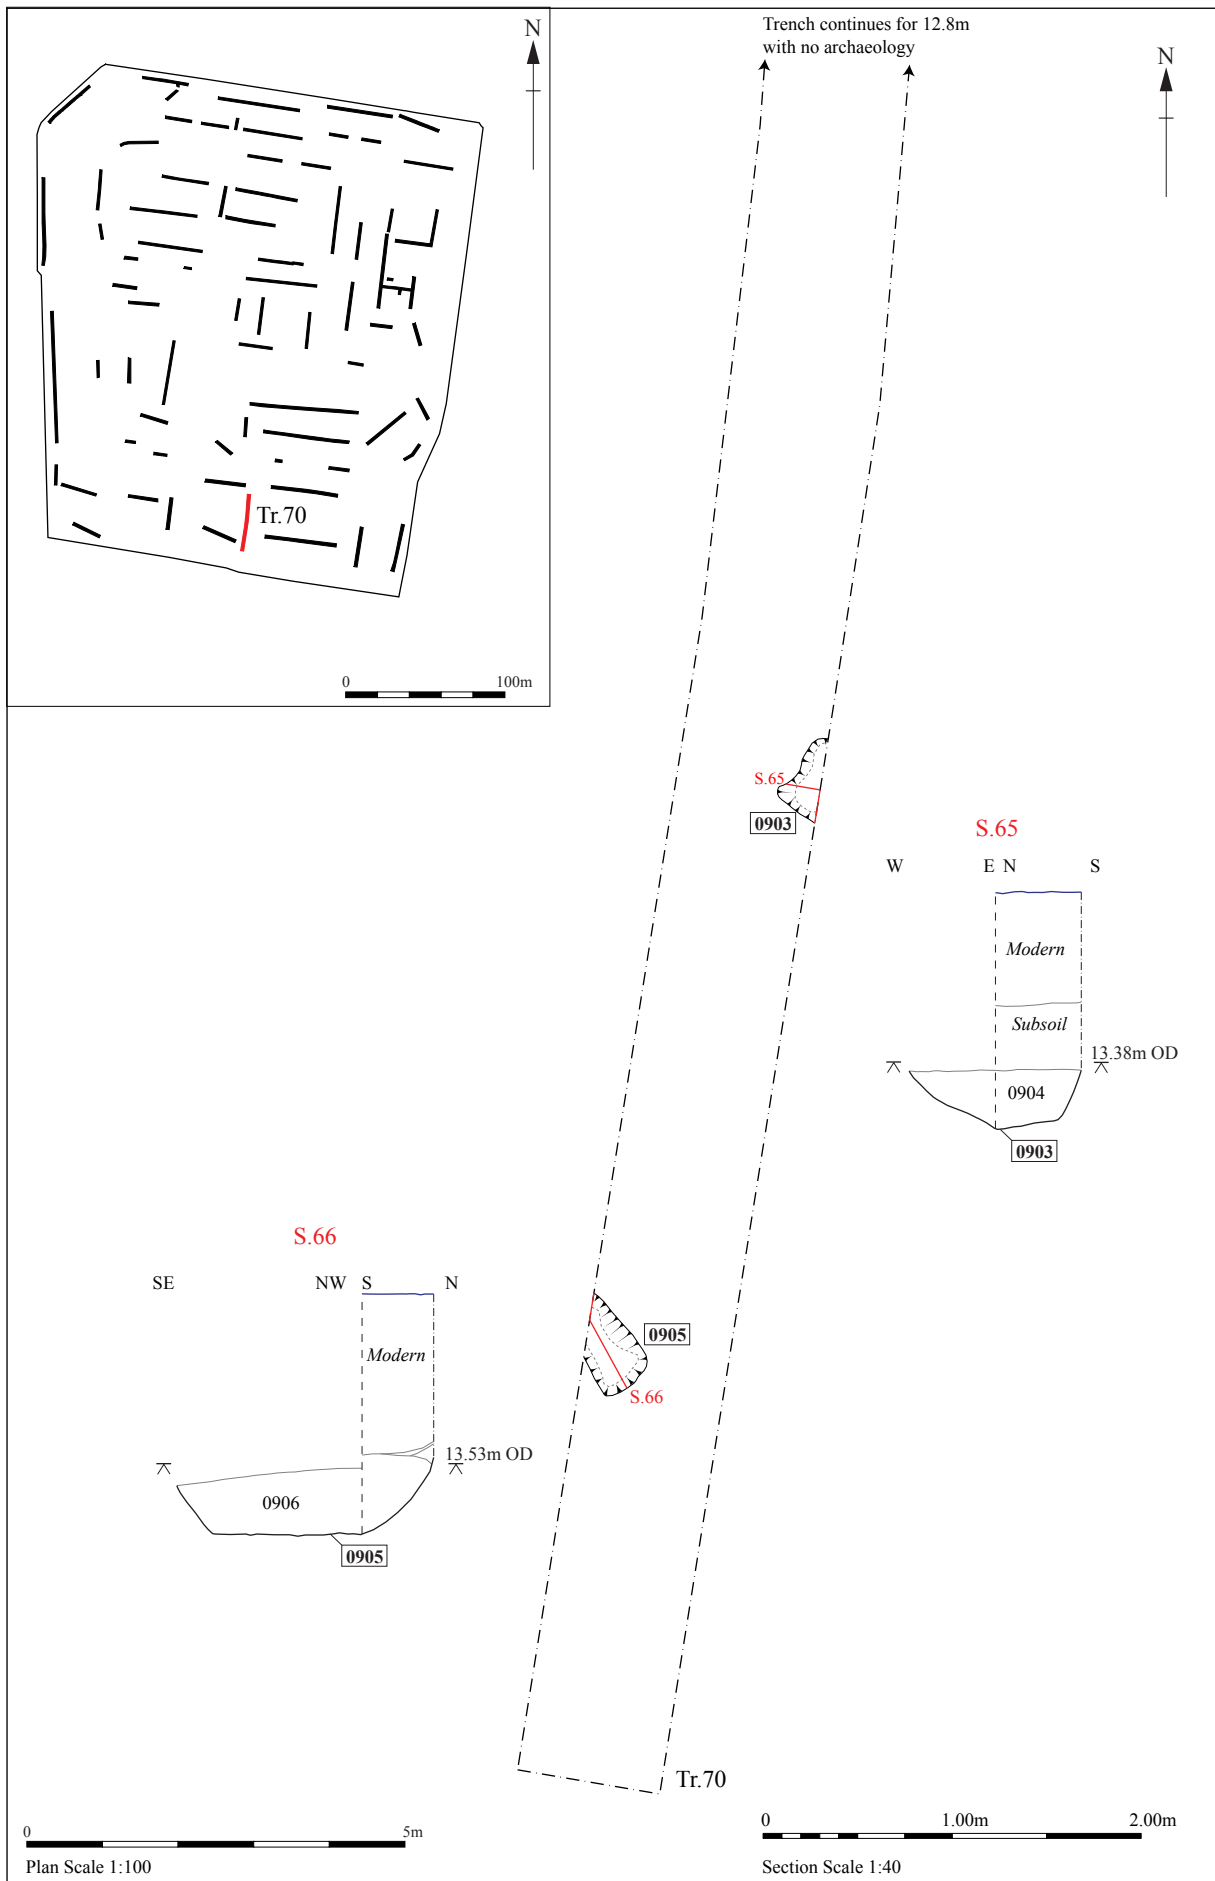 N
Tr.70
0 100m
Trench continues for 12.8m
with no archaeology
N
S.65
0903
S.65
W E N S
Modern
Subsoil
13.38m OD
0904
0903
S.66
SE NW S N
Modern
13.53m OD
0906
0905
0905
S.66
Tr.70
0 5m
Plan Scale 1:100
0 1.00m 2.00m
Section Scale 1:40